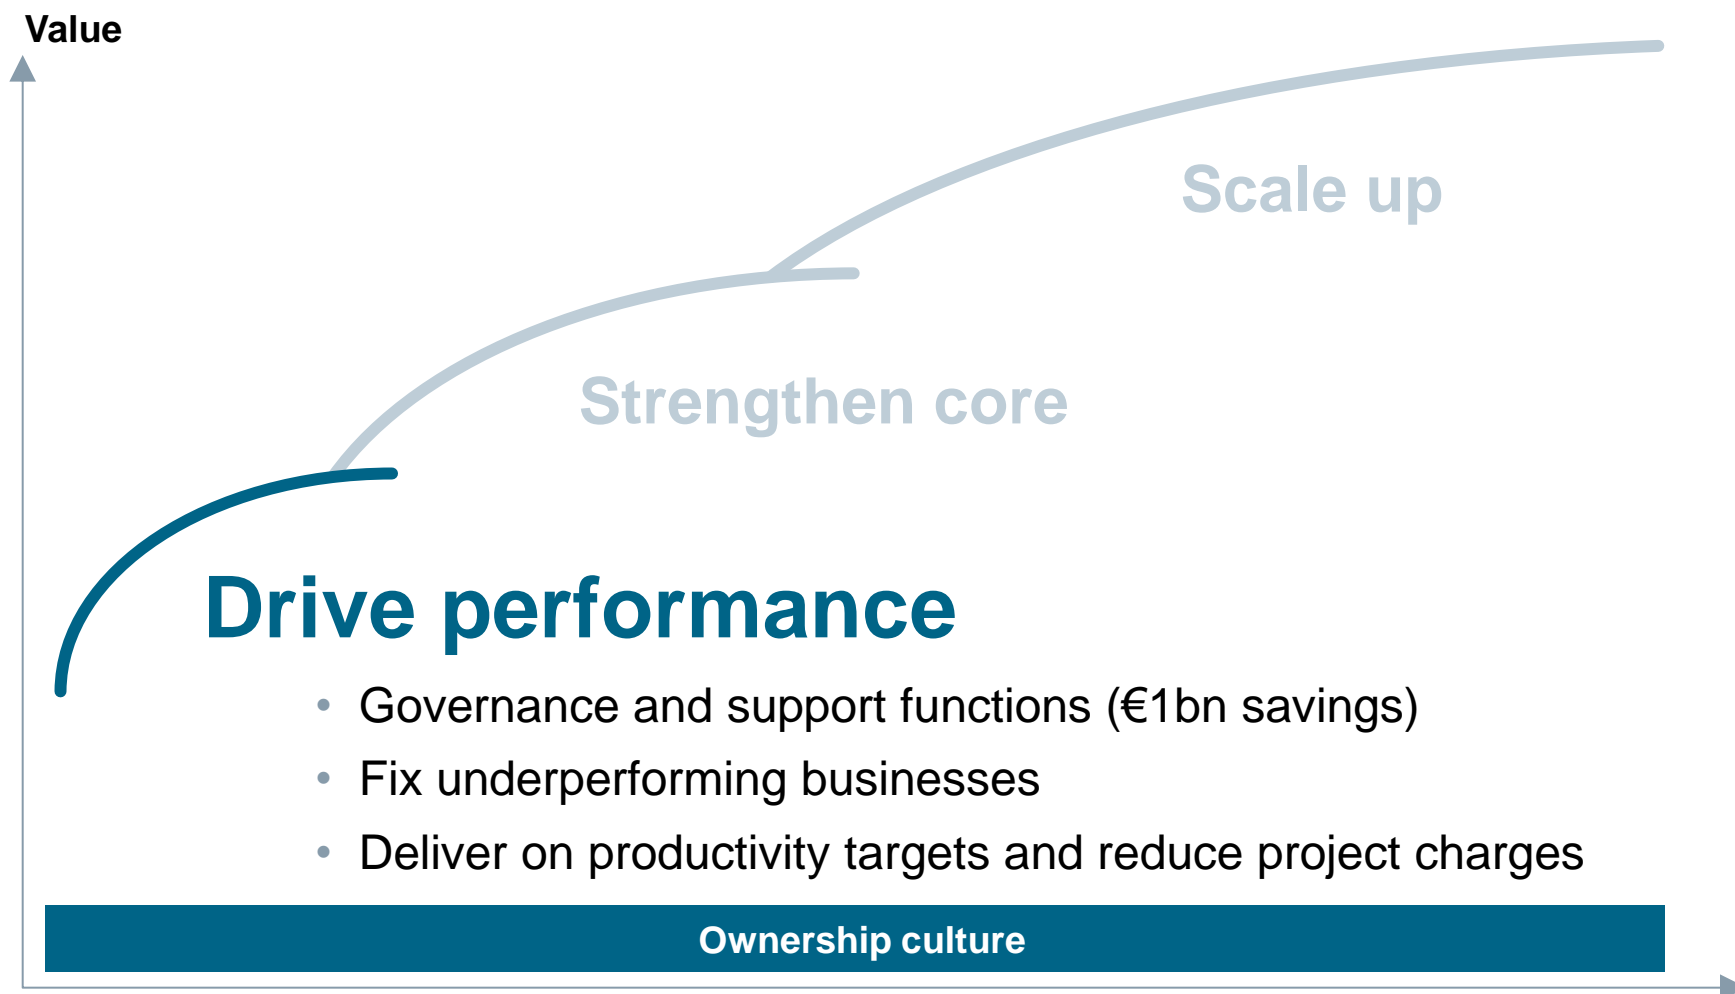 Value
Scale up
Strengthen core
Drive performance
• Governance and support functions (€1bn savings)
• Fix underperforming businesses
• Deliver on productivity targets and reduce project charges
Ownership culture